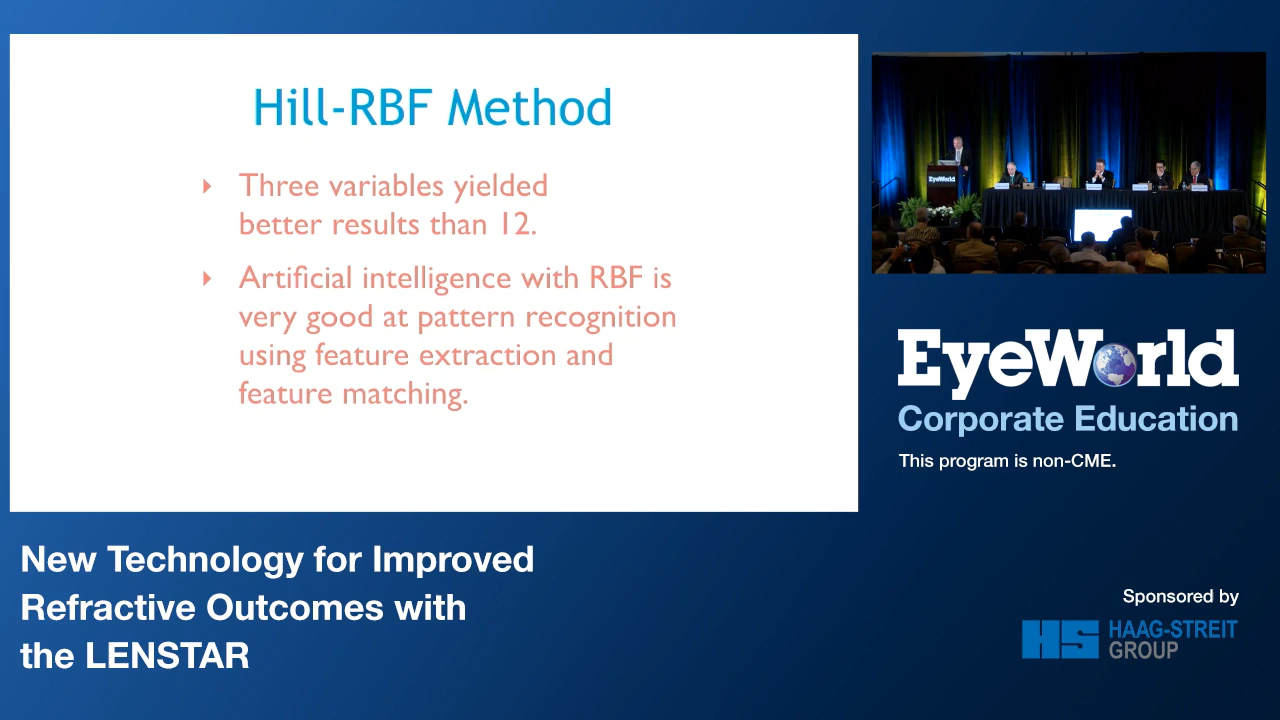 Hill-RBF Method
Three variables yielded
better results than 12.
Artificial intelligence with RBF is
very good at pattern recognition
using feature extraction and
feature matching.
EyeWorld
EyeWorld
Corporate Education
This program is non-CME.
New Technology for Improved
Refractive Outcomes with
the LENSTAR
Sponsored by
HS HAAG-STREIT
GROUP